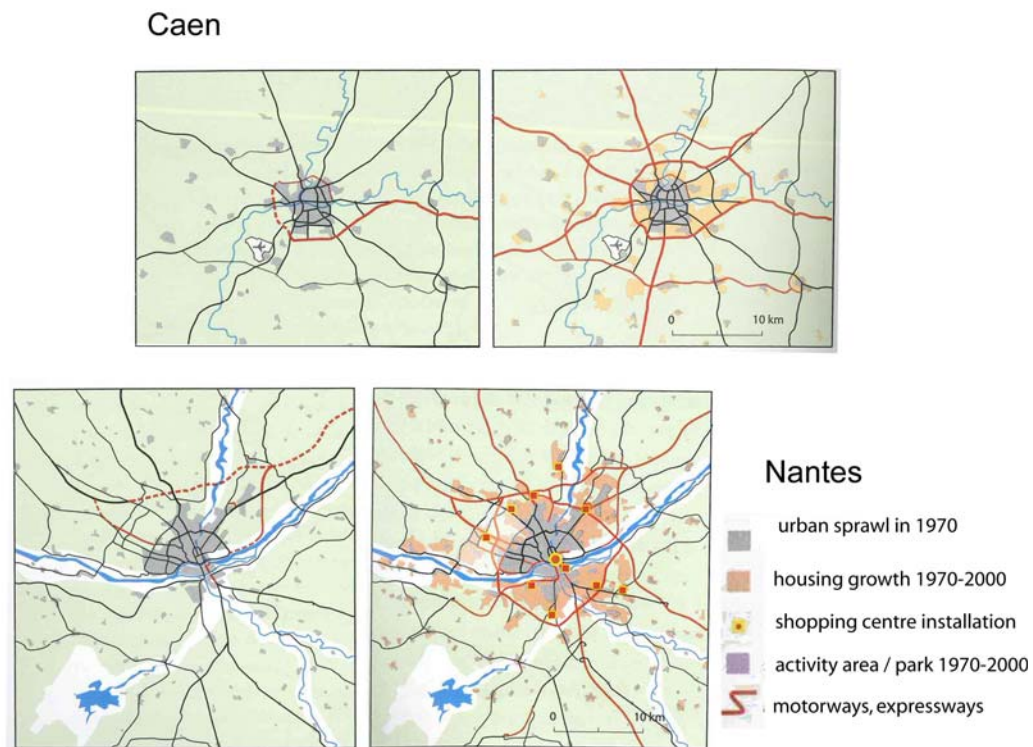 Caen
0 10 km
Nantes
urban sprawl in 1970
housing growth 1970-2000
shopping centre installation
activity area / park 1970-2000
motorways, expressways
0 10 km